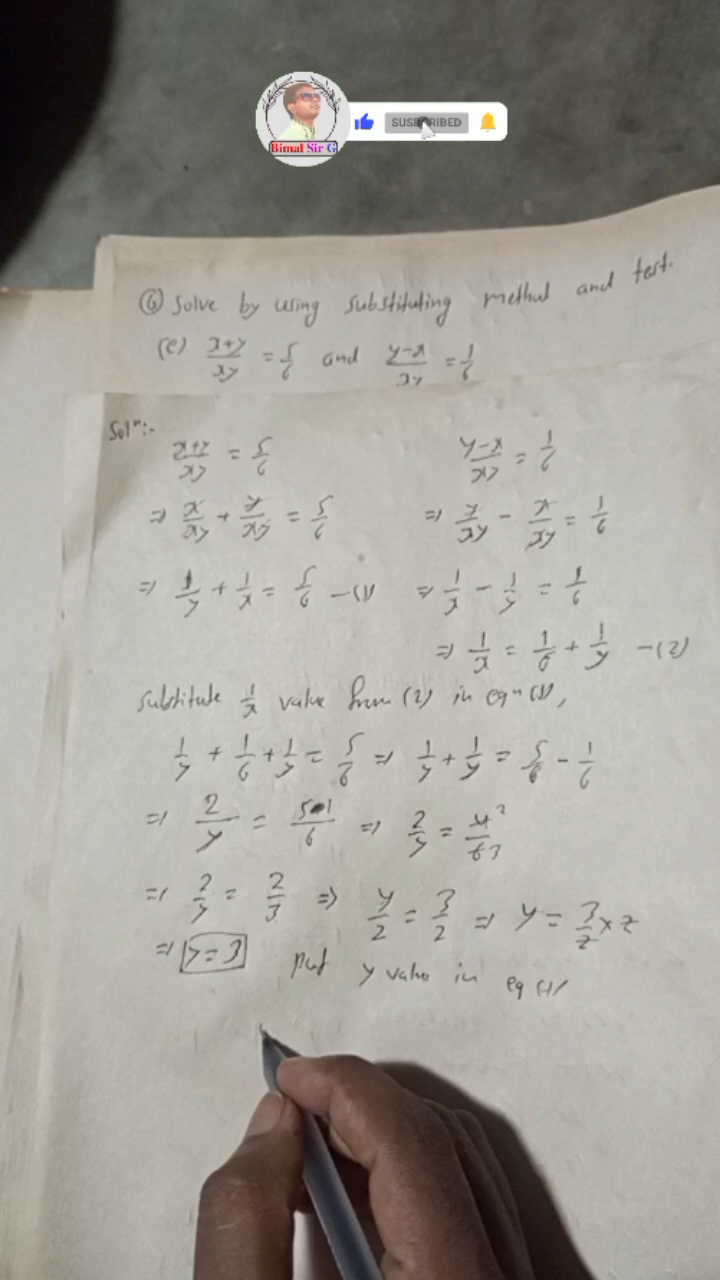 Bimal Sir G
SUBSCRIBED
⑥ Solve by using substituting method and test.
(e) x+y/xy = 5/6 and y-x/xy = 1/6
Solⁿ:-
x+y/xy = 5/6    y-x/xy = 1/6
=> x/xy + y/xy = 5/6    => y/xy - x/xy = 1/6
=> 1/y + 1/x = 5/6 -(1)    => 1/x - 1/y = 1/6
=> 1/x = 1/6 + 1/y -(2)
substitute 1/x value from (2) in eqn (1),
1/y + 1/6 + 1/y = 5/6 => 1/y + 1/y = 5/6 - 1/6
=> 2/y = 5-1/6 => 2/y = 4²/63
=> 2/y = 2/3 => y/2 = 3/2 => y = 3/2 x 2
=> y = 3 Put y value in eq (1)